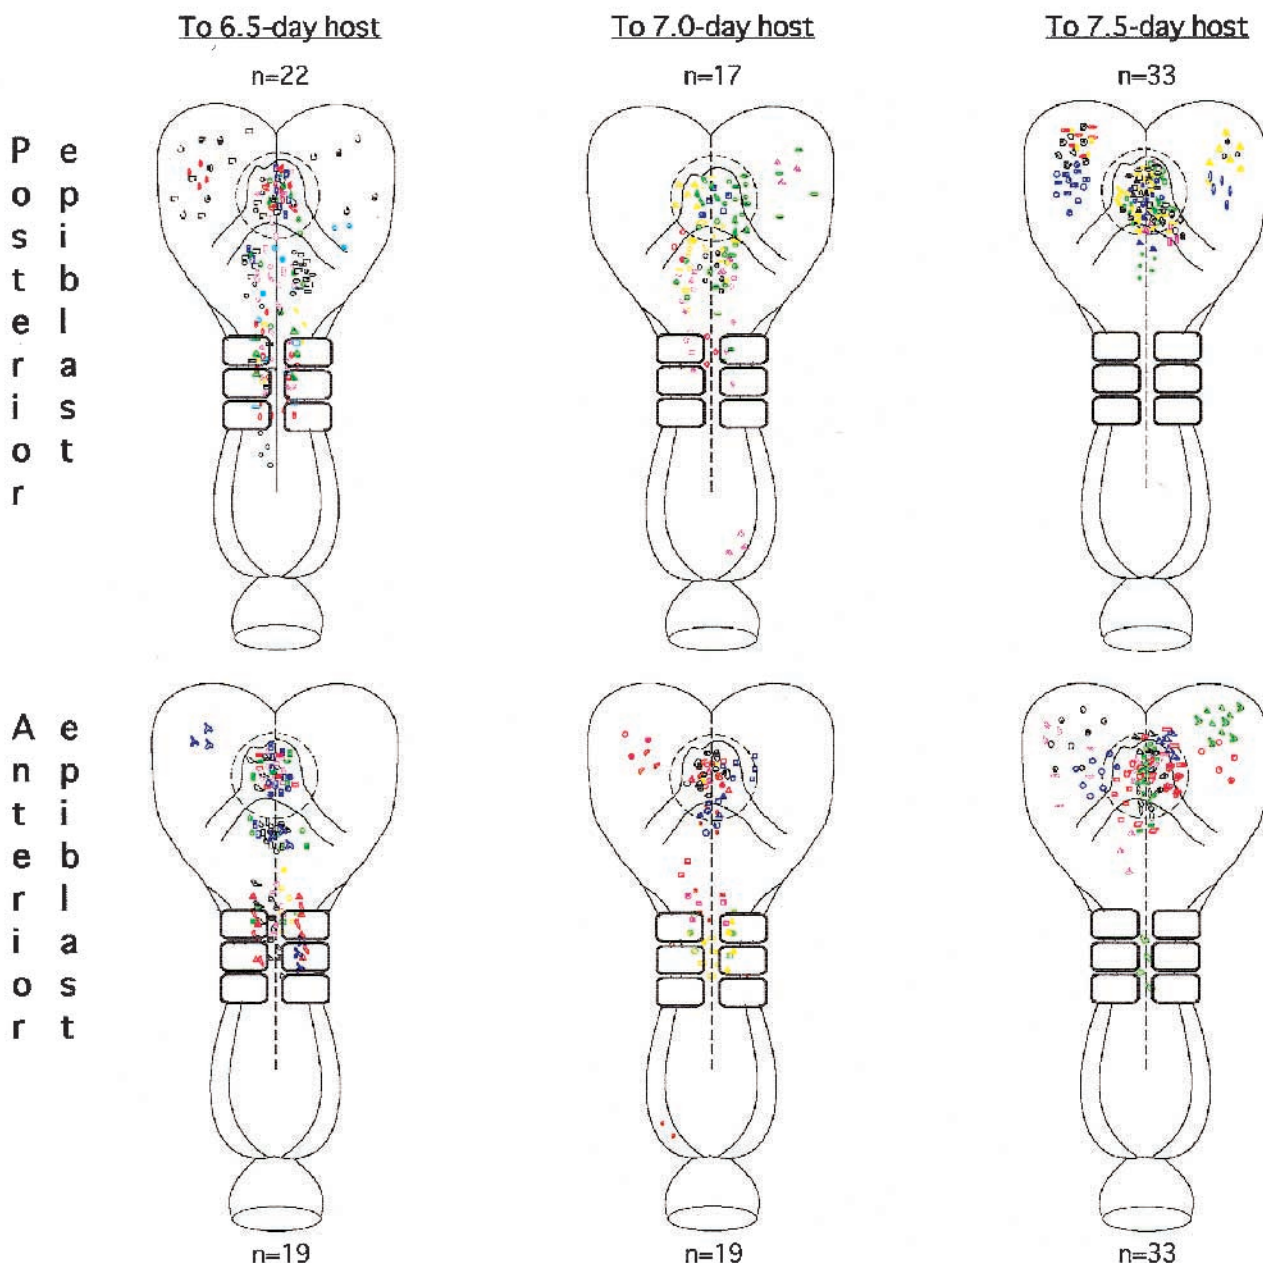 To 6.5-day host
To 7.0-day host
To 7.5-day host
n=22
n=17
n=33
Posterior
epiblast
Anterior
epiblast
n=19
n=19
n=33